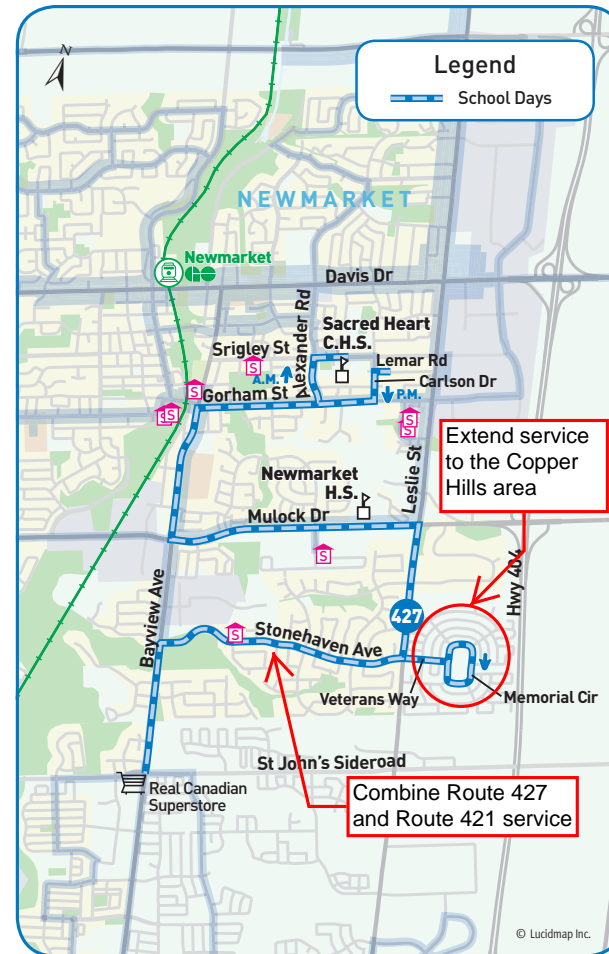 N
Legend
School Days
NEWMARKET
Newmarket
GO
Davis Dr
Alexander Rd
Sacred Heart
C.H.S.
Srigley St
Lemar Rd
A.M.
Carlson Dr
Gorham St
P.M.
S
S
S
S
S
S
S
S
Leslie St
Extend service
to the Copper
Hills area
Newmarket
H.S.
Mulock Dr
Hwy 404
Bayview Ave
427
Stonehaven Ave
Veterans Way
Memorial Cir
St John's Sideroad
Real Canadian
Superstore
Combine Route 427
and Route 421 service
© Lucidmap Inc.